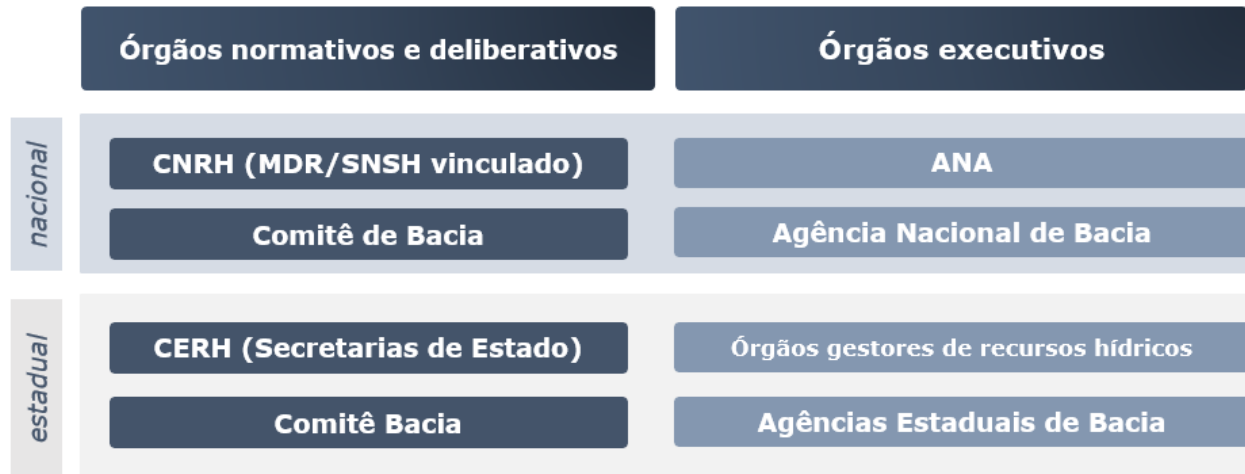 Órgãos normativos e deliberativos
Órgãos executivos
nacional
CNRH (MDR/SNSH vinculado)
ANA
Comitê de Bacia
Agência Nacional de Bacia
estadual
CERH (Secretarias de Estado)
Órgãos gestores de recursos hídricos
Comitê Bacia
Agências Estaduais de Bacia